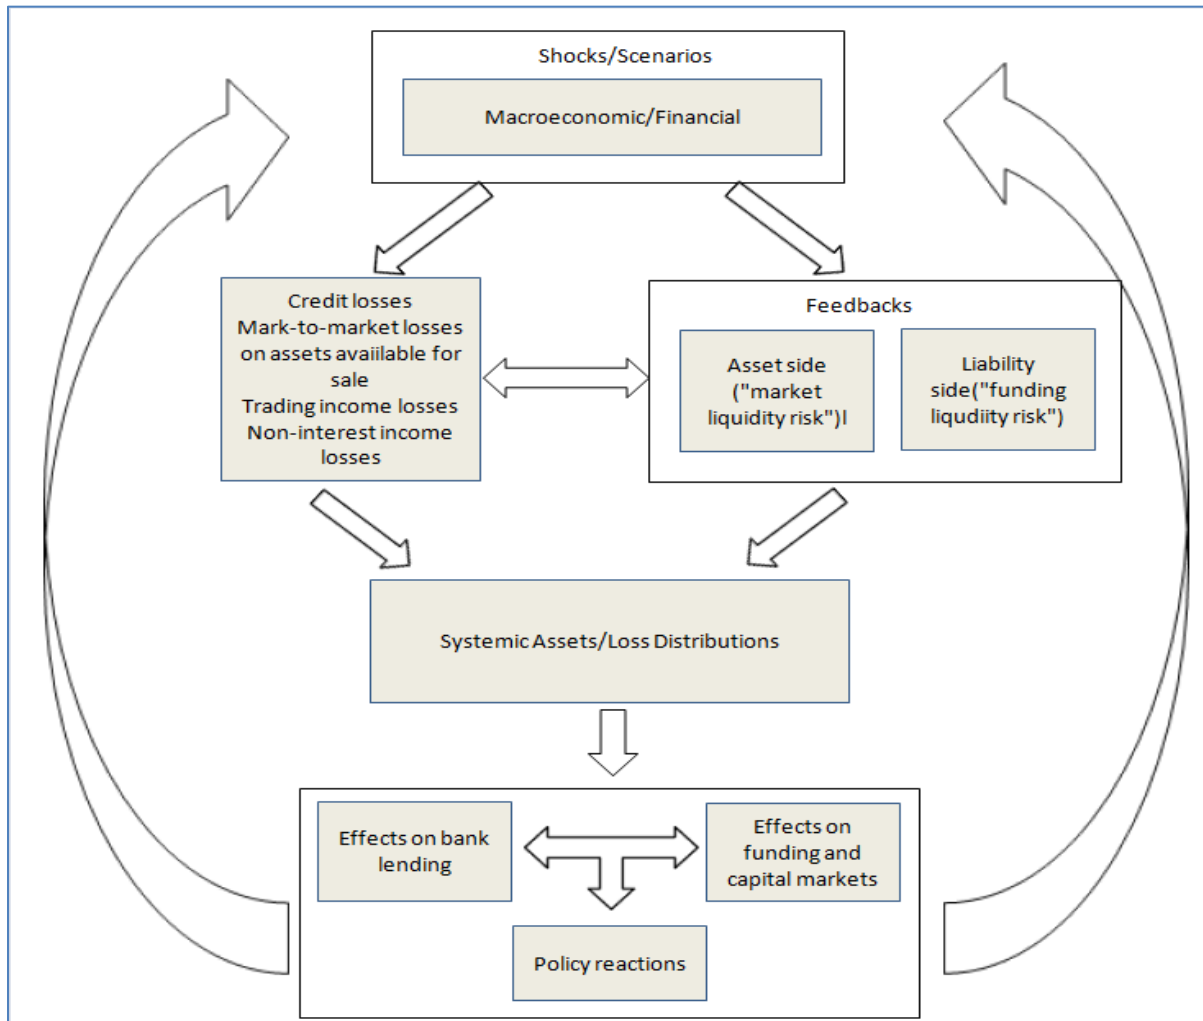 Shocks/Scenarios
Macroeconomic/Financial
Credit losses
Mark-to-market losses
on assets avaiilable for
sale
Trading income losses
Non-interest income
losses
Feedbacks
Asset side
("market
liquidity risk")l
Liability
side("funding
liqudiity risk")
Systemic Assets/Loss Distributions
Effects on bank
lending
Effects on
funding and
capital markets
Policy reactions